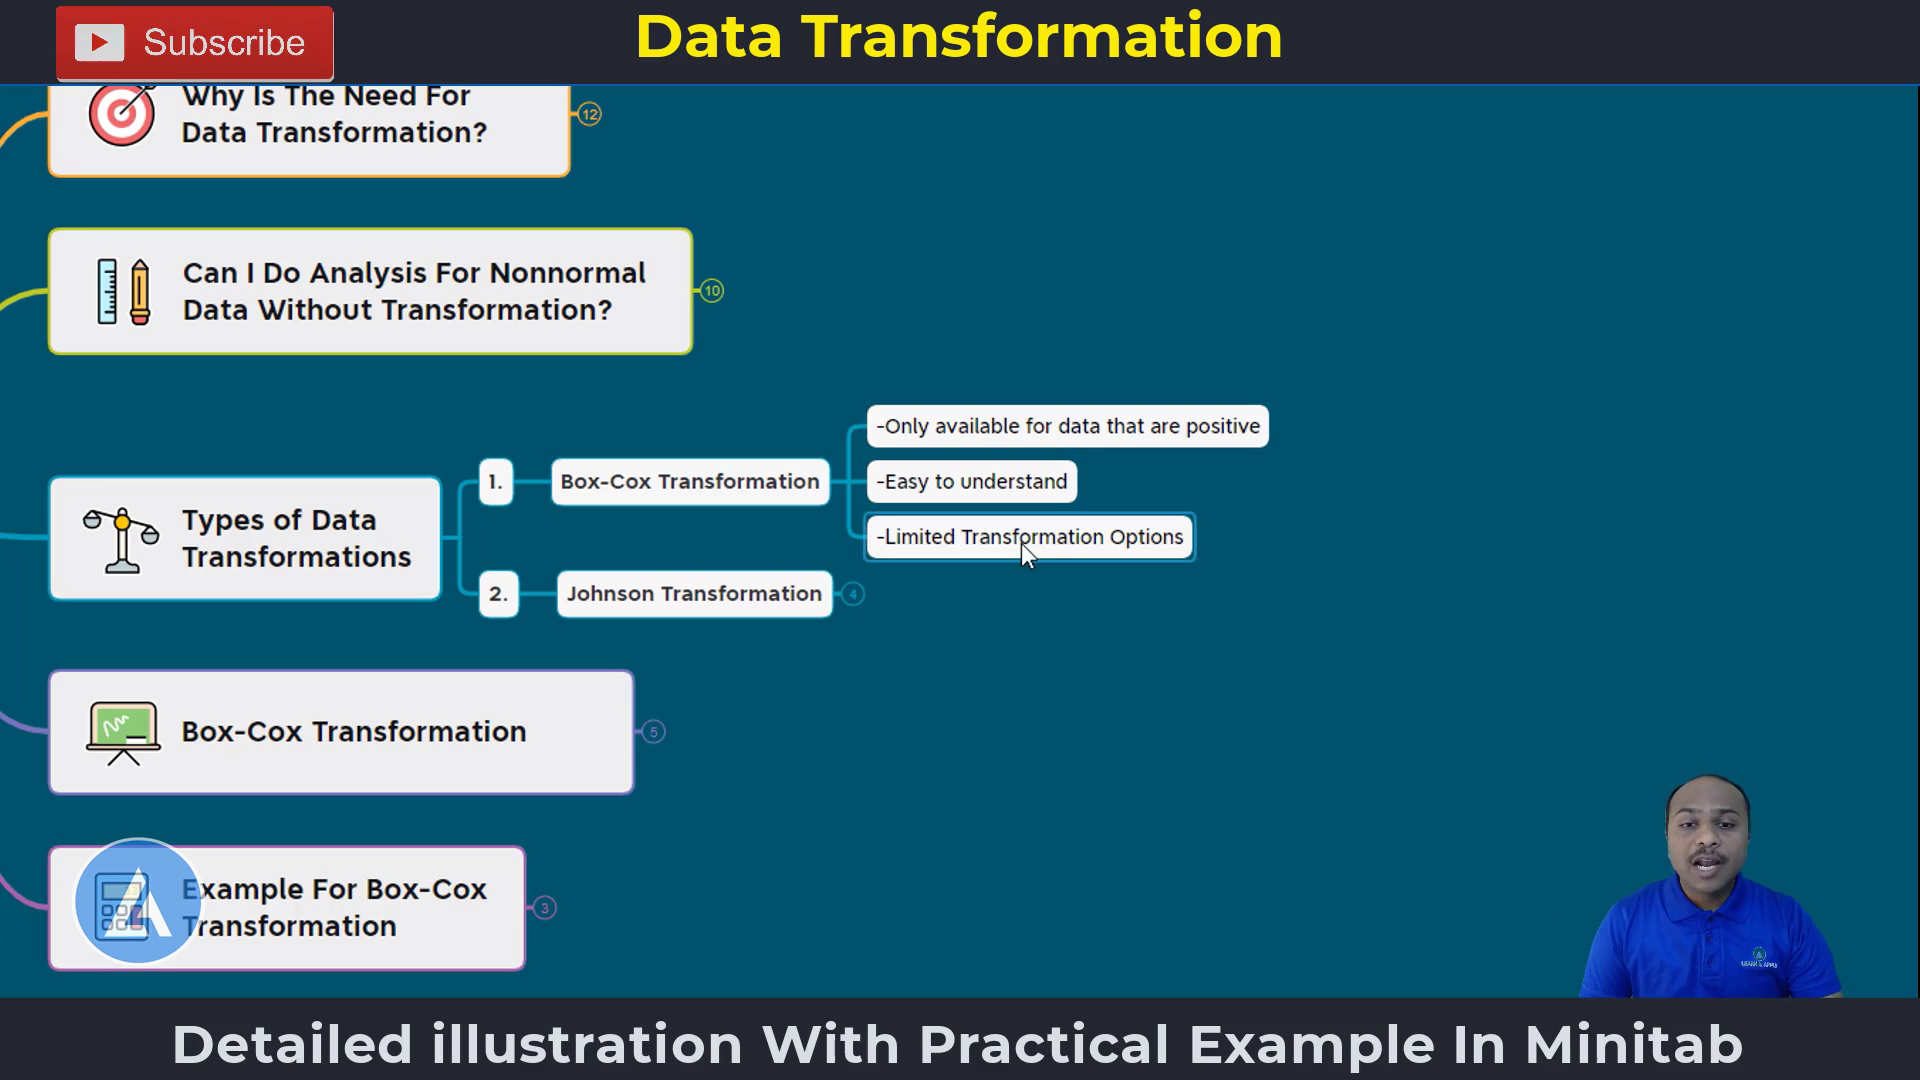 Subscribe
Data Transformation
Why Is The Need For
Data Transformation?
12
Can I Do Analysis For Nonnormal
Data Without Transformation?
10
Types of Data
Transformations
1.
Box-Cox Transformation
-Only available for data that are positive
-Easy to understand
-Limited Transformation Options
2.
Johnson Transformation
4
Box-Cox Transformation
5
Example For Box-Cox
Transformation
3
Detailed illustration With Practical Example In Minitab